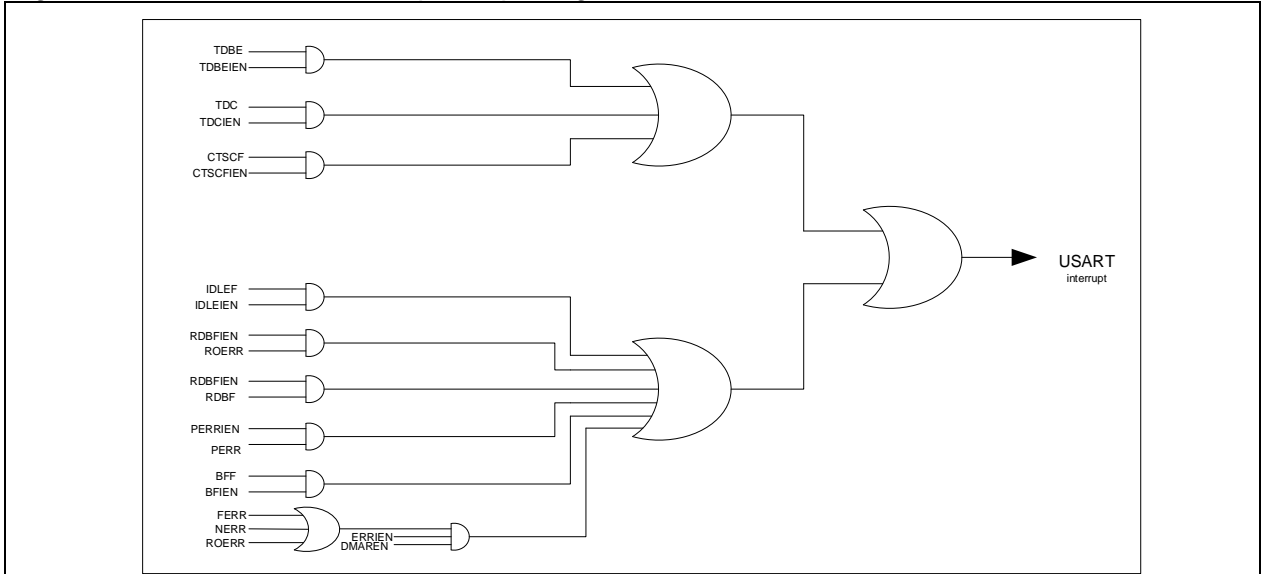 TDBE
TDBEIEN
TDC
TDCIEN
CTSCF
CTSCFIEN
IDLEF
IDLEIEN
RDBFIEN
ROERR
RDBFIEN
RDBF
PERRIEN
PERR
BFF
BFIEN
FERR
NERR
ROERR
ERRIEN
DMAREN
USART
interrupt